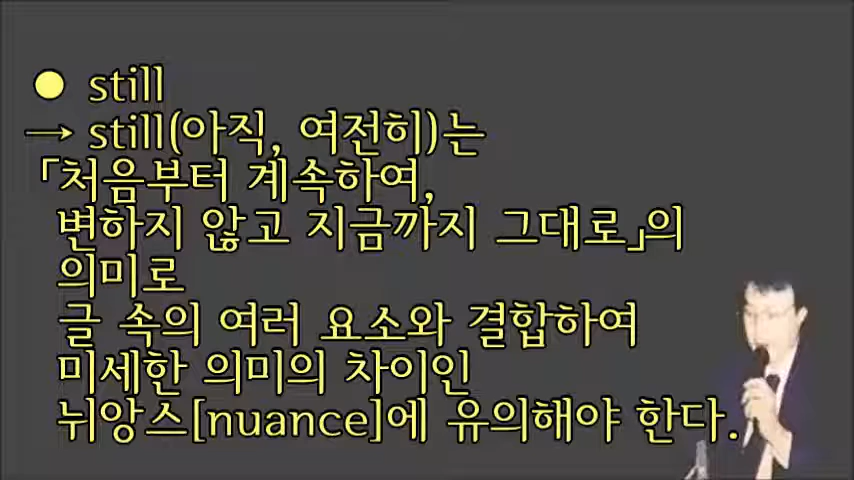 ● still
→ still(아직, 여전히)는
「처음부터 계속하여,
변하지 않고 지금까지 그대로」의
의미로
글 속의 여러 요소와 결합하여
미세한 의미의 차이인
뉘앙스[nuance]에 유의해야 한다.